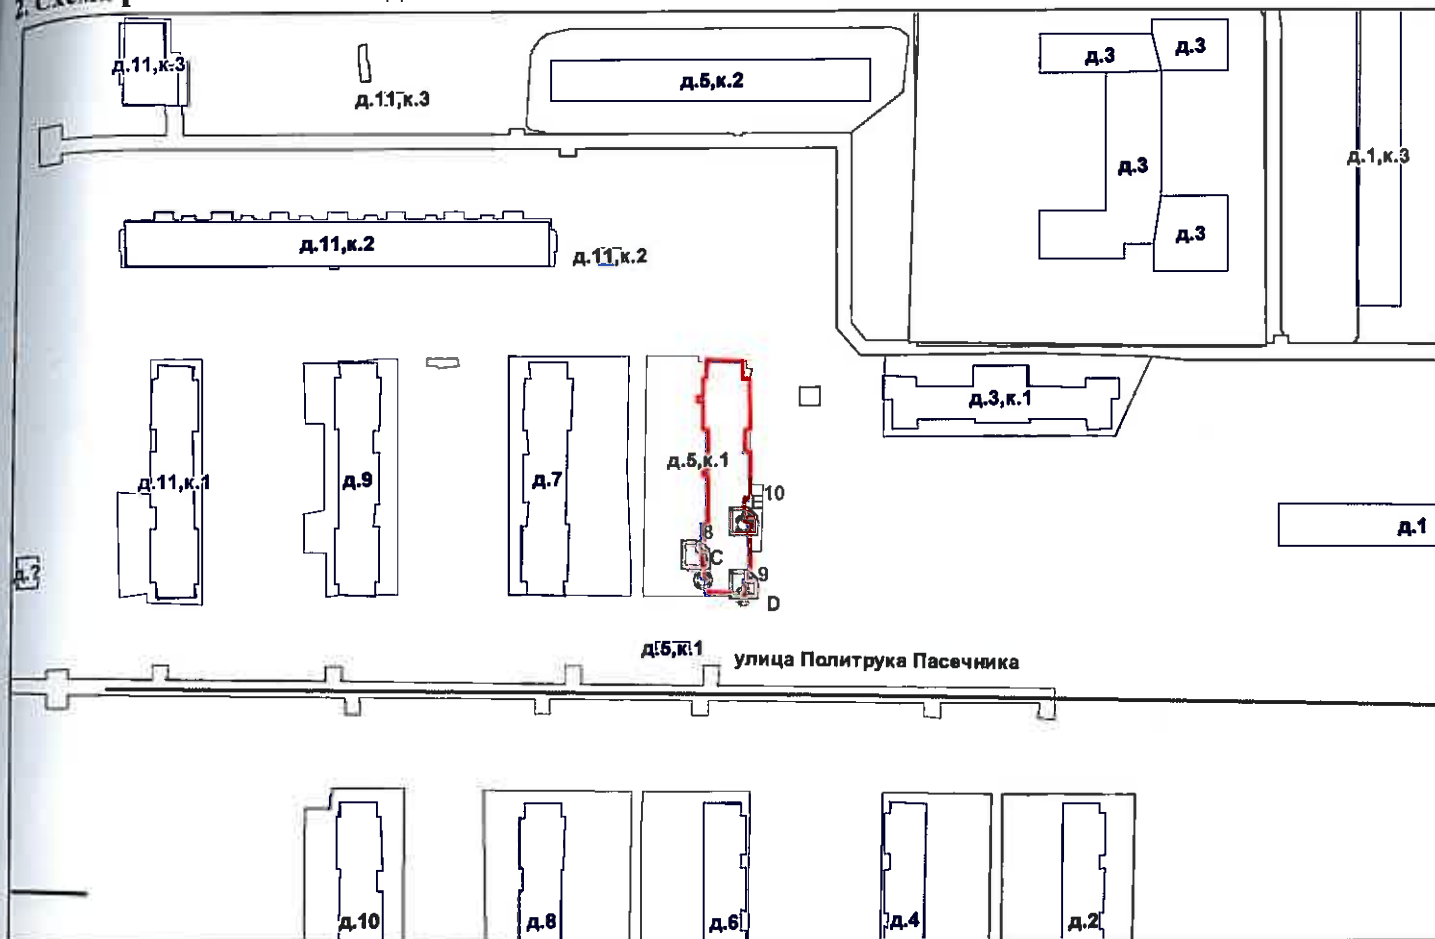 2. Схема
д.11,к.3
д.11,к.3
д.5,к.2
д.3
д.3
д.3
д.3
д.1,к.3
д.11,к.2
д.11,к.2
д.3,к.1
д.11,к.1
д.9
д.7
д.5,к.1
10
8
С
9
D
д.1
д.?
д.5,к.1
улица Политрука Пасечника
д.10
д.8
д.6
д.4
д.2